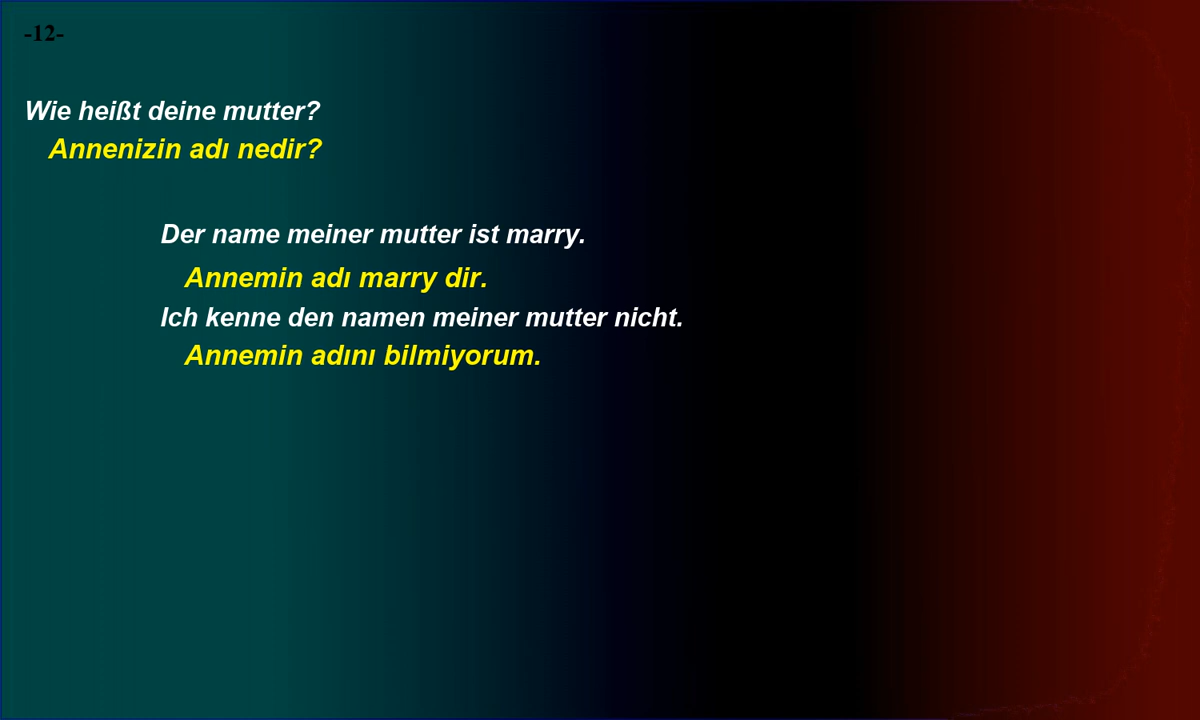 -12-
Wie heißt deine mutter?
Annenizin adı nedir?
Der name meiner mutter ist marry.
Annemin adı marry dir.
Ich kenne den namen meiner mutter nicht.
Annemin adını bilmiyorum.